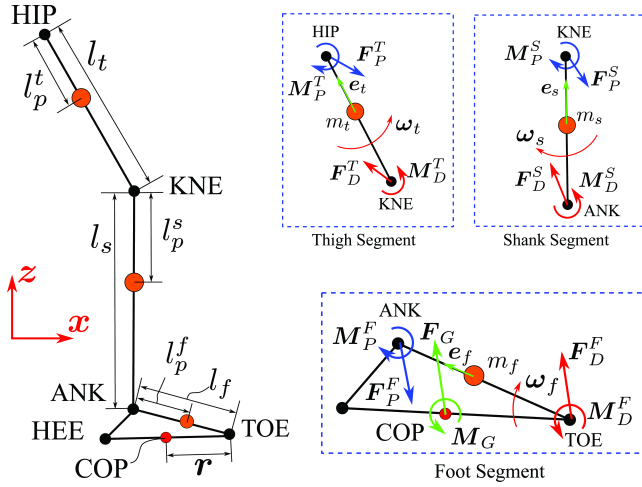 HIP
l_t
l_p^t
KNE
l_s
l_p^s
z
x
ANK
l_p^f
l_f
HEE
TOE
COP
r
HIP
F_P^T
M_P^T
e_t
m_t
ω_t
F_D^T
M_D^T
KNE
Thigh Segment
KNE
M_P^S
F_P^S
e_s
m_s
ω_s
F_D^S
M_D^S
ANK
Shank Segment
ANK
M_P^F
F_G
e_f
m_f
F_D^F
ω_f
F_P^F
M_D^F
COP
M_G
TOE
Foot Segment